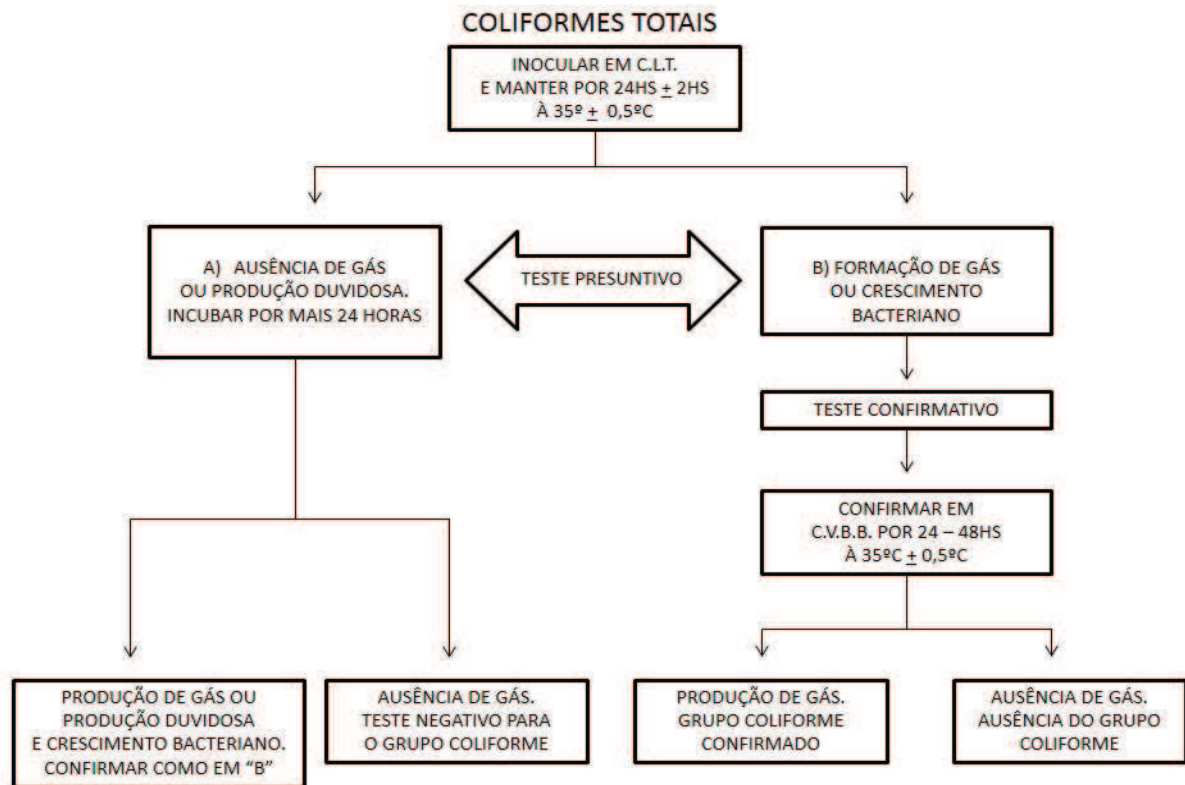 COLIFORMES TOTAIS
INOCULAR EM C.L.T.
E MANTER POR 24HS ± 2HS
À 35º ± 0,5ºC
A) AUSÊNCIA DE GÁS
OU PRODUÇÃO DUVIDOSA.
INCUBAR POR MAIS 24 HORAS
TESTE PRESUNTIVO
B) FORMAÇÃO DE GÁS
OU CRESCIMENTO
BACTERIANO
TESTE CONFIRMATIVO
CONFIRMAR EM
C.V.B.B. POR 24 – 48HS
À 35ºC ± 0,5ºC
PRODUÇÃO DE GÁS OU
PRODUÇÃO DUVIDOSA
E CRESCIMENTO BACTERIANO.
CONFIRMAR COMO EM “B”
AUSÊNCIA DE GÁS.
TESTE NEGATIVO PARA
O GRUPO COLIFORME
PRODUÇÃO DE GÁS.
GRUPO COLIFORME
CONFIRMADO
AUSÊNCIA DE GÁS.
AUSÊNCIA DO GRUPO
COLIFORME